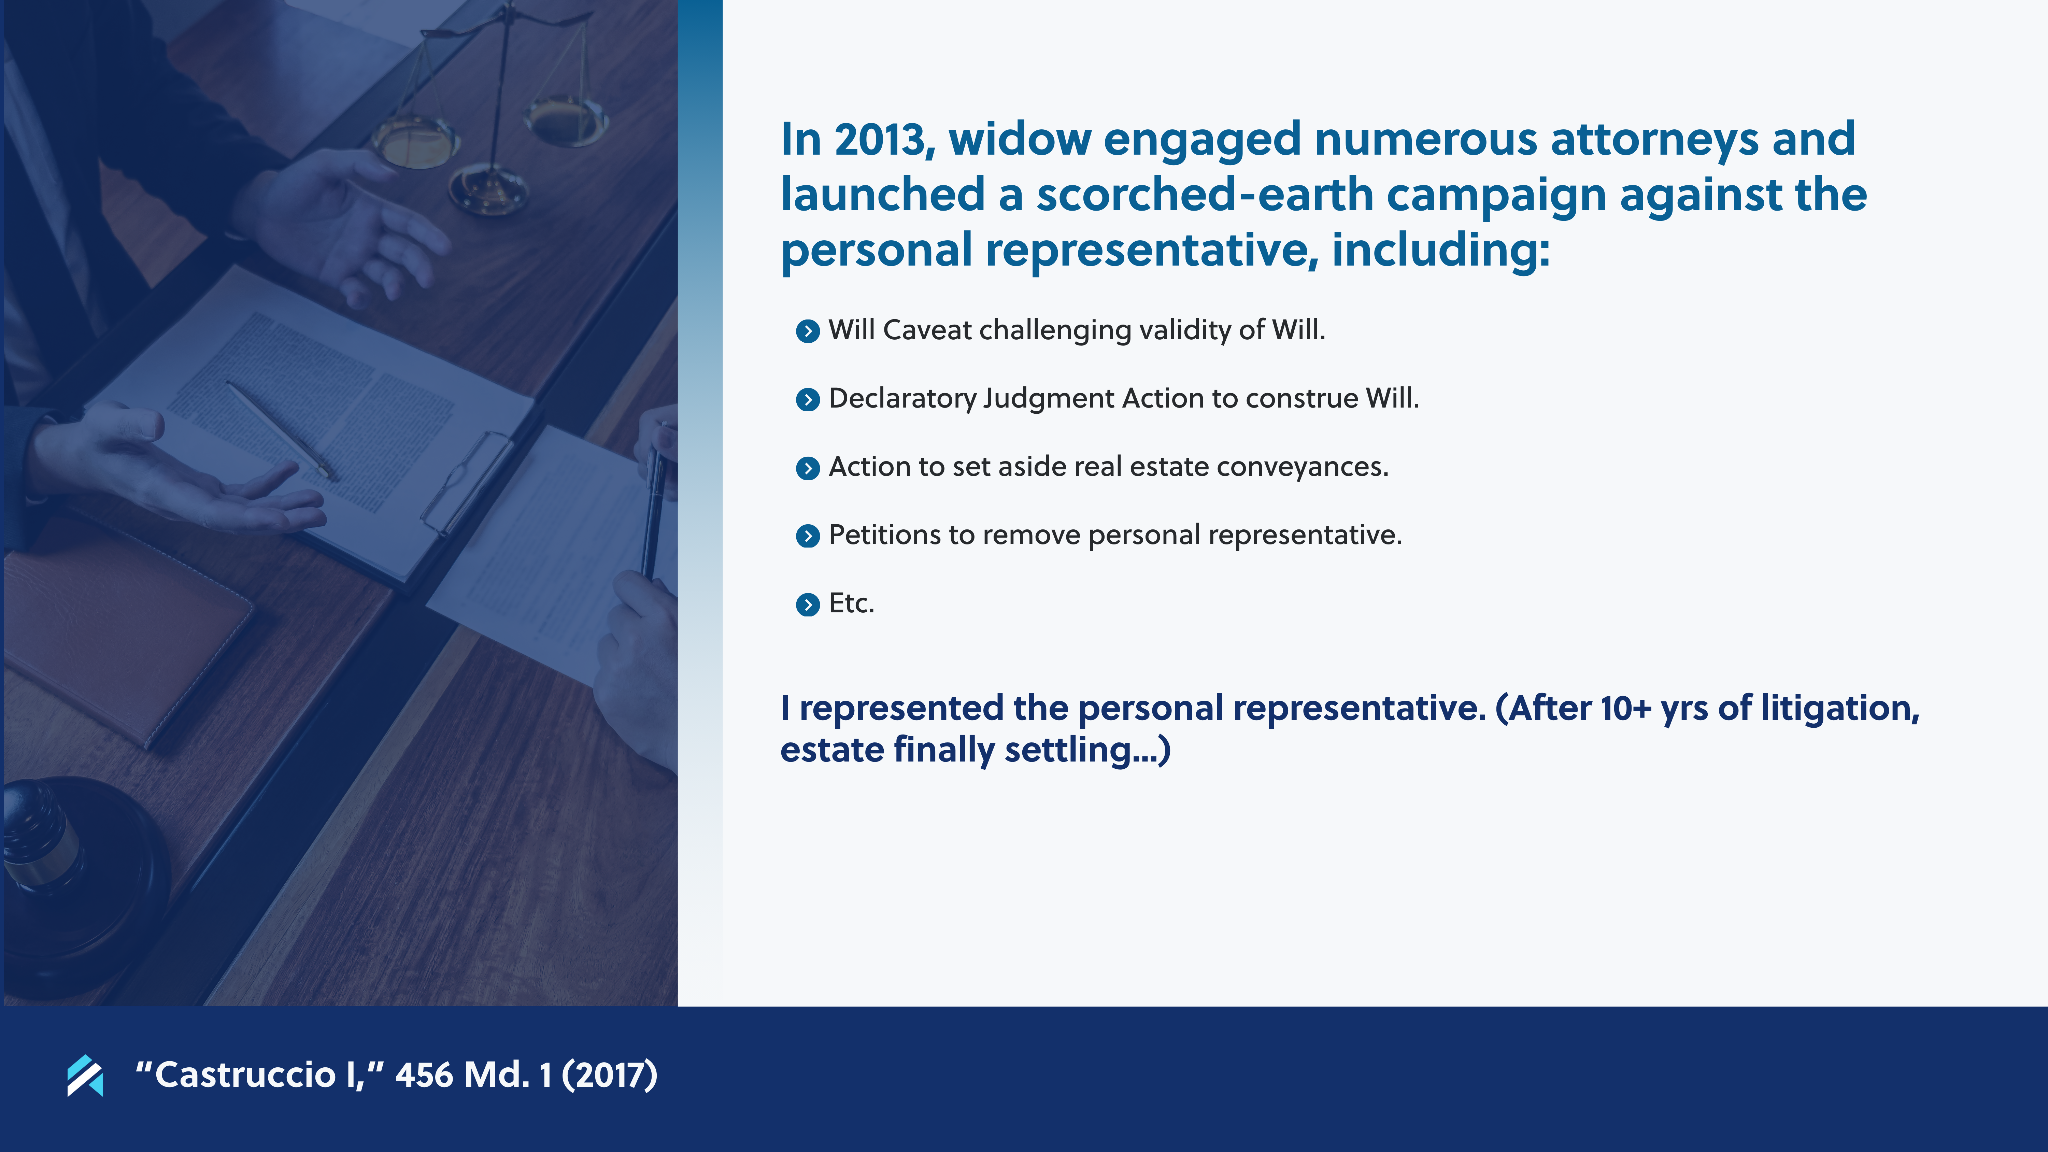 In 2013, widow engaged numerous attorneys and
launched a scorched-earth campaign against the
personal representative, including:
Will Caveat challenging validity of Will.
Declaratory Judgment Action to construe Will.
Action to set aside real estate conveyances.
Petitions to remove personal representative.
Etc.
I represented the personal representative. (After 10+ yrs of litigation,
estate finally settling...)
“Castruccio I,” 456 Md. 1 (2017)